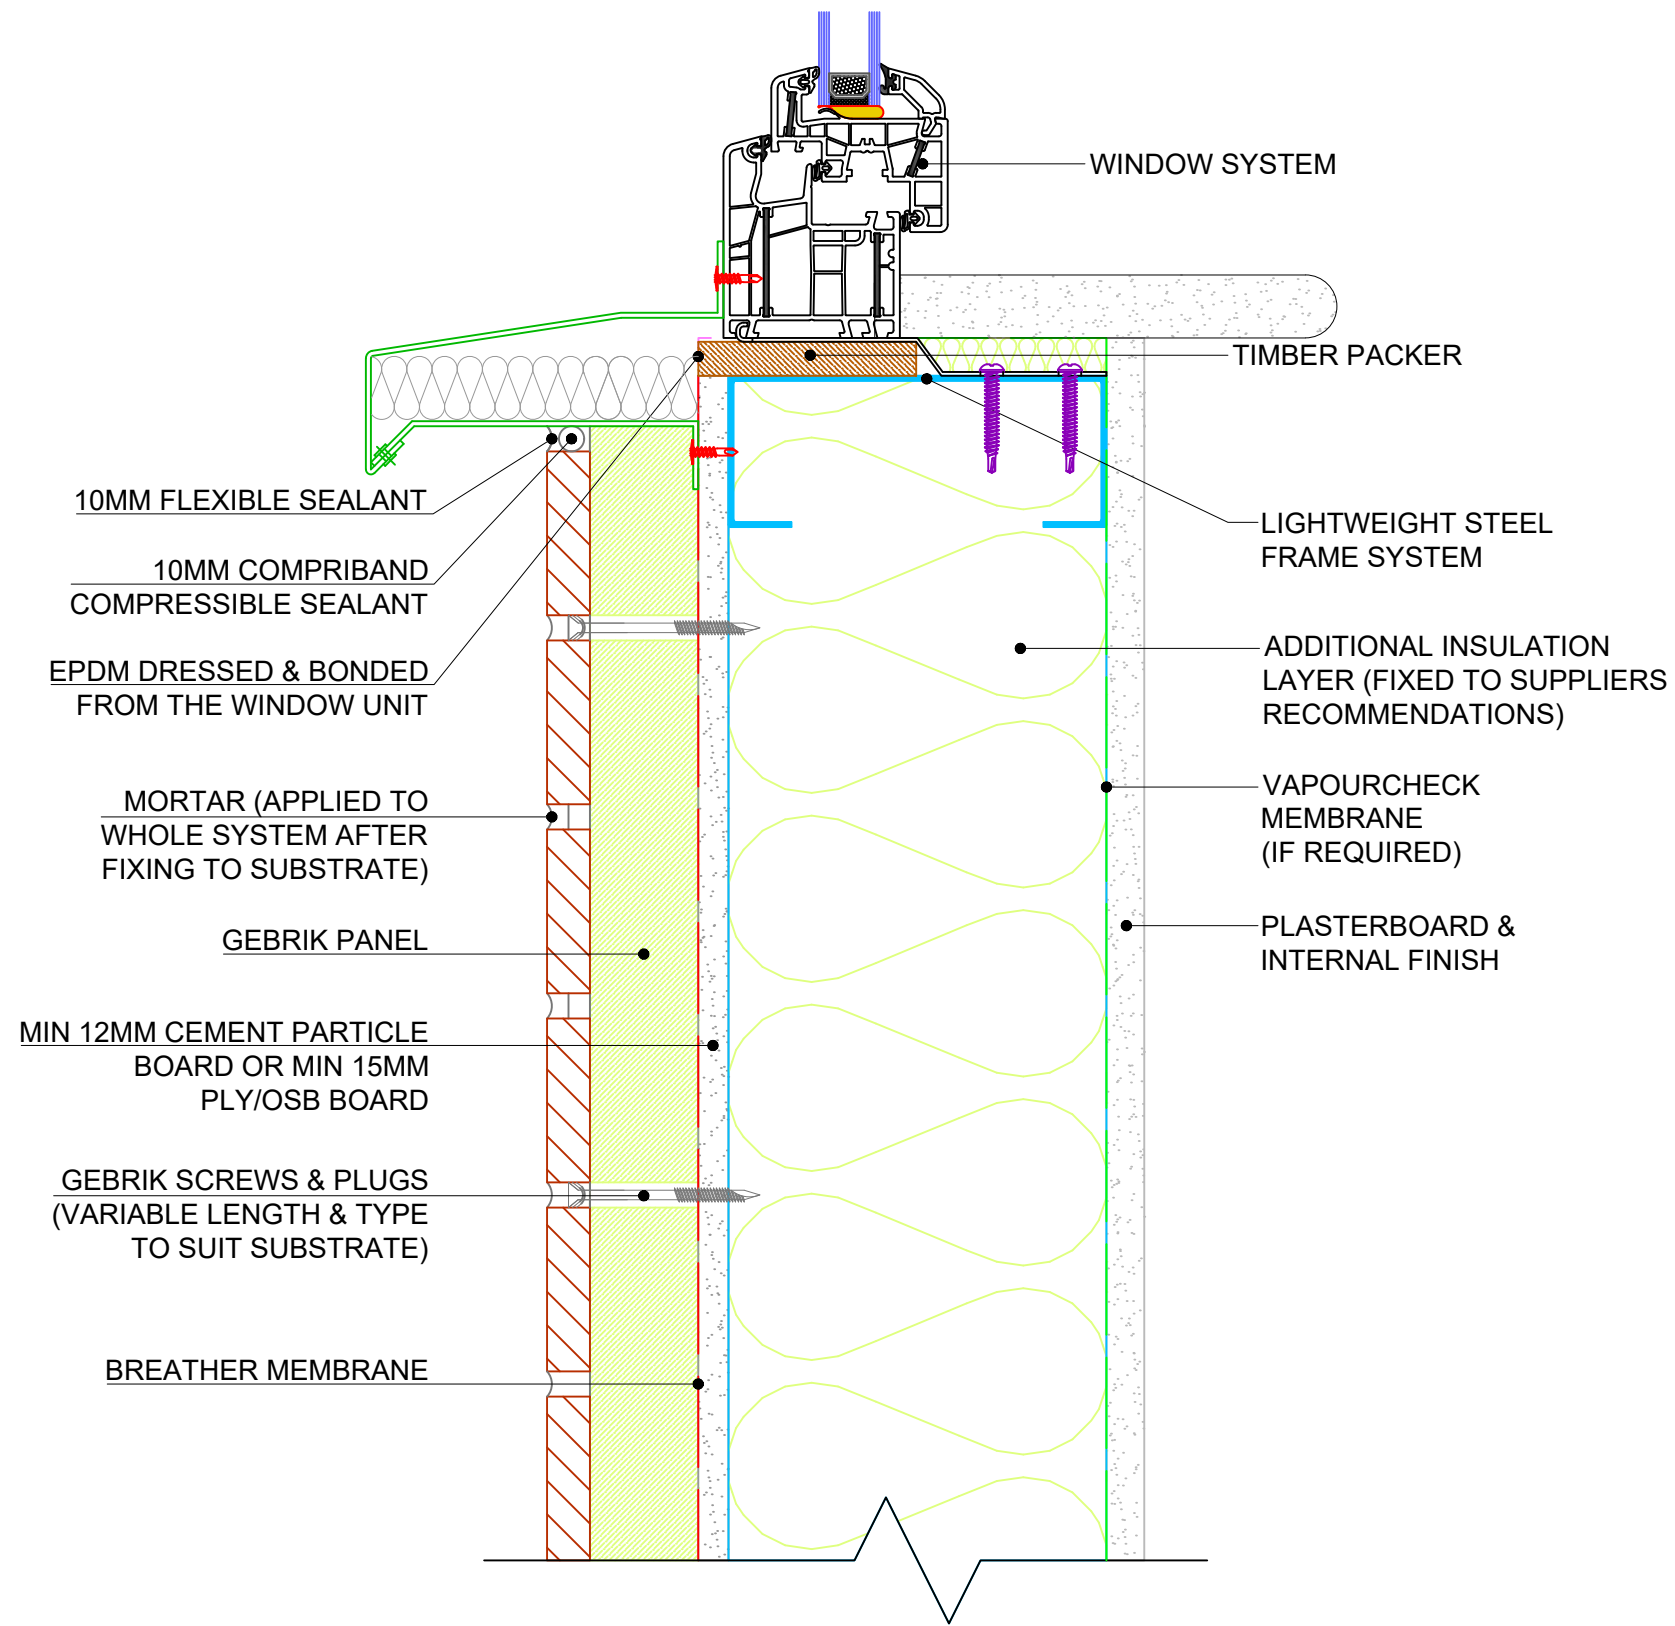 WINDOW SYSTEM
TIMBER PACKER
10MM FLEXIBLE SEALANT
10MM COMPRIBAND
COMPRESSIBLE SEALANT
EPDM DRESSED & BONDED
FROM THE WINDOW UNIT
MORTAR (APPLIED TO
WHOLE SYSTEM AFTER
FIXING TO SUBSTRATE)
GEBRIK PANEL
MIN 12MM CEMENT PARTICLE
BOARD OR MIN 15MM
PLY/OSB BOARD
GEBRIK SCREWS & PLUGS
(VARIABLE LENGTH & TYPE
TO SUIT SUBSTRATE)
BREATHER MEMBRANE
LIGHTWEIGHT STEEL
FRAME SYSTEM
ADDITIONAL INSULATION
LAYER (FIXED TO SUPPLIERS
RECOMMENDATIONS)
VAPOURCHECK
MEMBRANE
(IF REQUIRED)
PLASTERBOARD &
INTERNAL FINISH